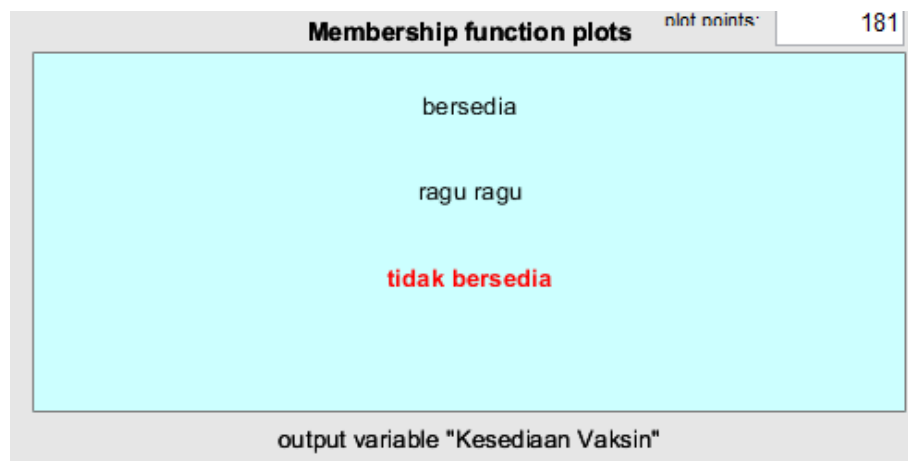 Membership function plots plot points: 181
bersedia
ragu ragu
tidak bersedia
output variable "Kesediaan Vaksin"